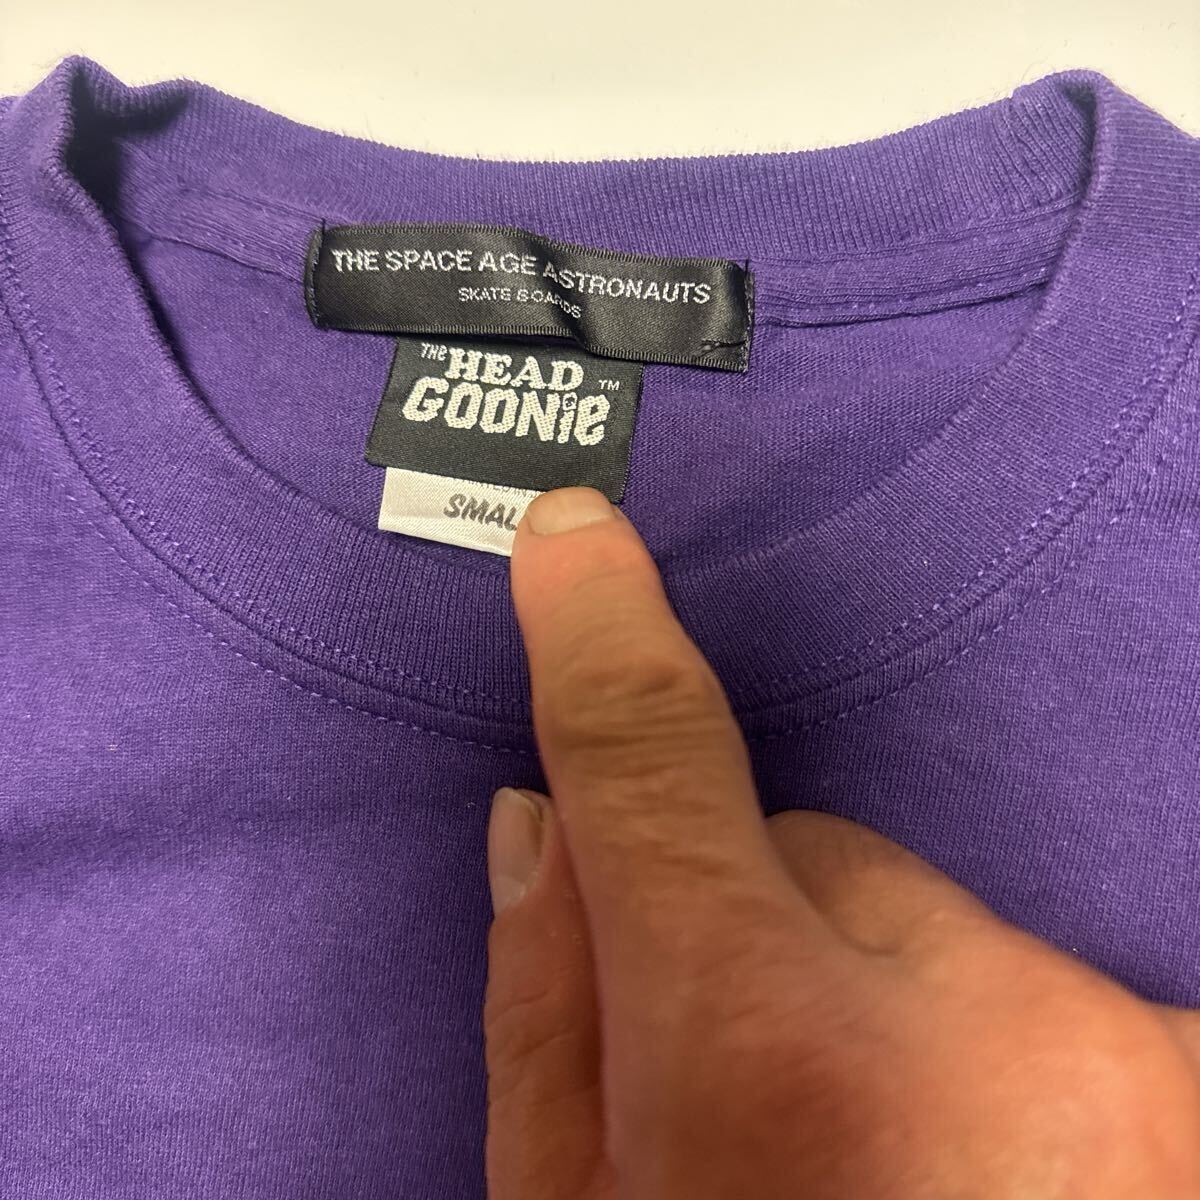 THE SPACE AGE ASTRONAUTS
SKATE BOARDS
THE HEAD
GOONiE ™
SMAL